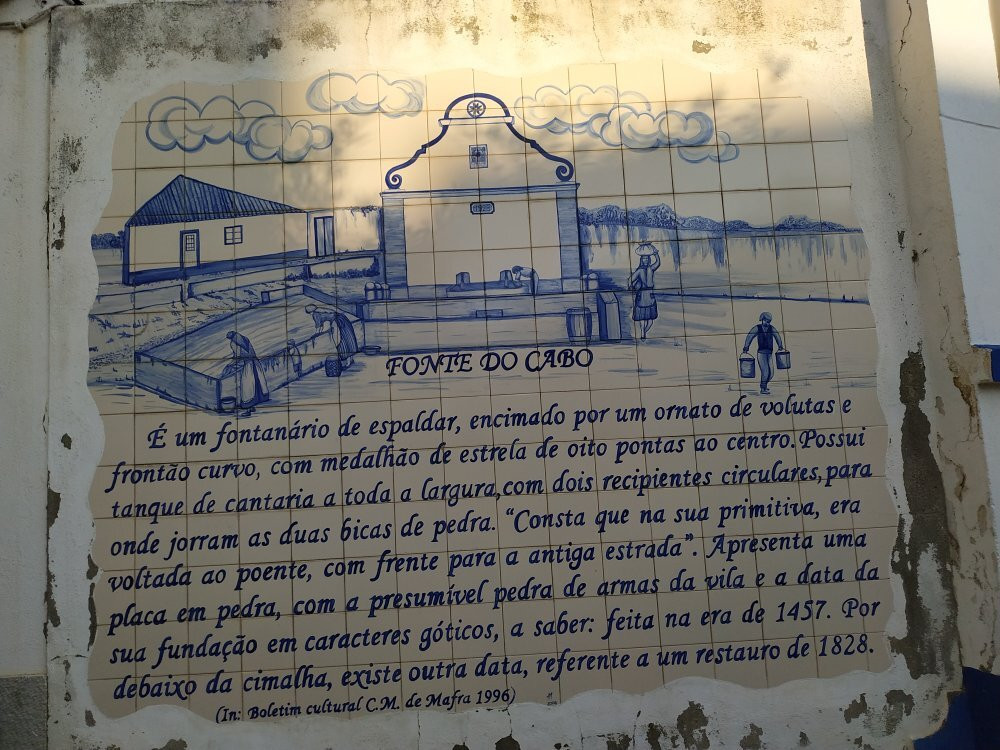 FONTE DO CABO
É um fontanário de espaldar, encimado por um ornato de volutas e
frontão curvo, com medalhão de estrela de oito pontas ao centro. Possui
tanque de cantaria a toda a largura, com dois recipientes circulares, para
onde jorram as duas bicas de pedra. “Consta que na sua primitiva, era
voltada ao poente, com frente para a antiga estrada”. Apresenta uma
placa em pedra, com a presumível pedra de armas da vila e a data da
sua fundação em caracteres góticos, a saber: feita na era de 1457. Por
debaixo da cimalha, existe outra data, referente a um restauro de 1828.
(In: Boletim cultural C.M. de Mafra 1996)